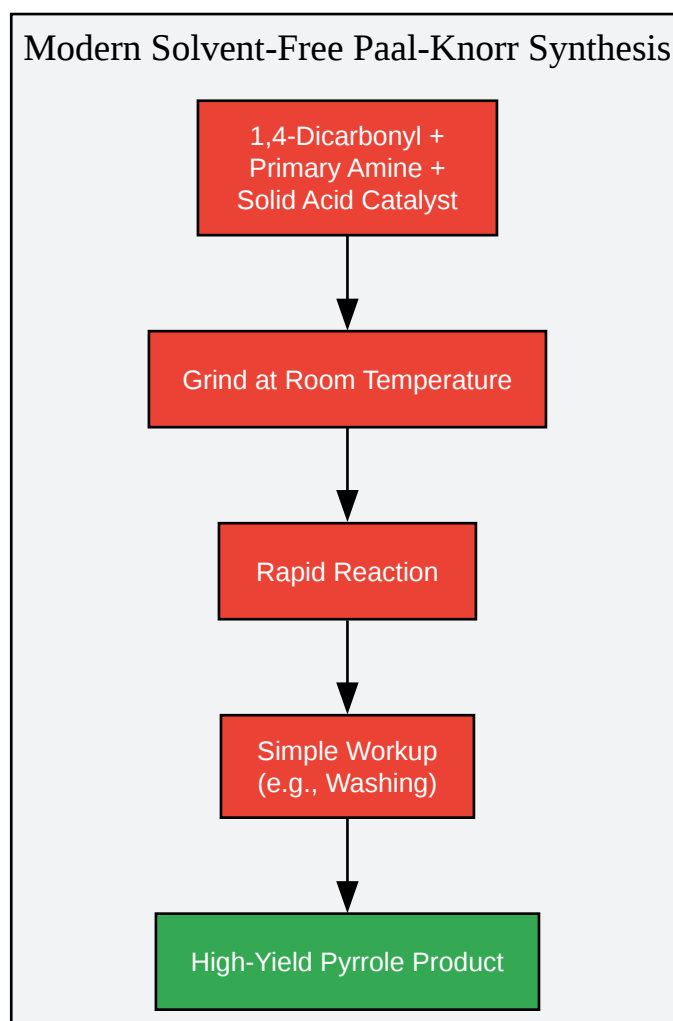 Modern Solvent-Free Paal-Knorr Synthesis
1,4-Dicarbonyl +
Primary Amine +
Solid Acid Catalyst
Grind at Room Temperature
Rapid Reaction
Simple Workup
(e.g., Washing)
High-Yield Pyrrole Product